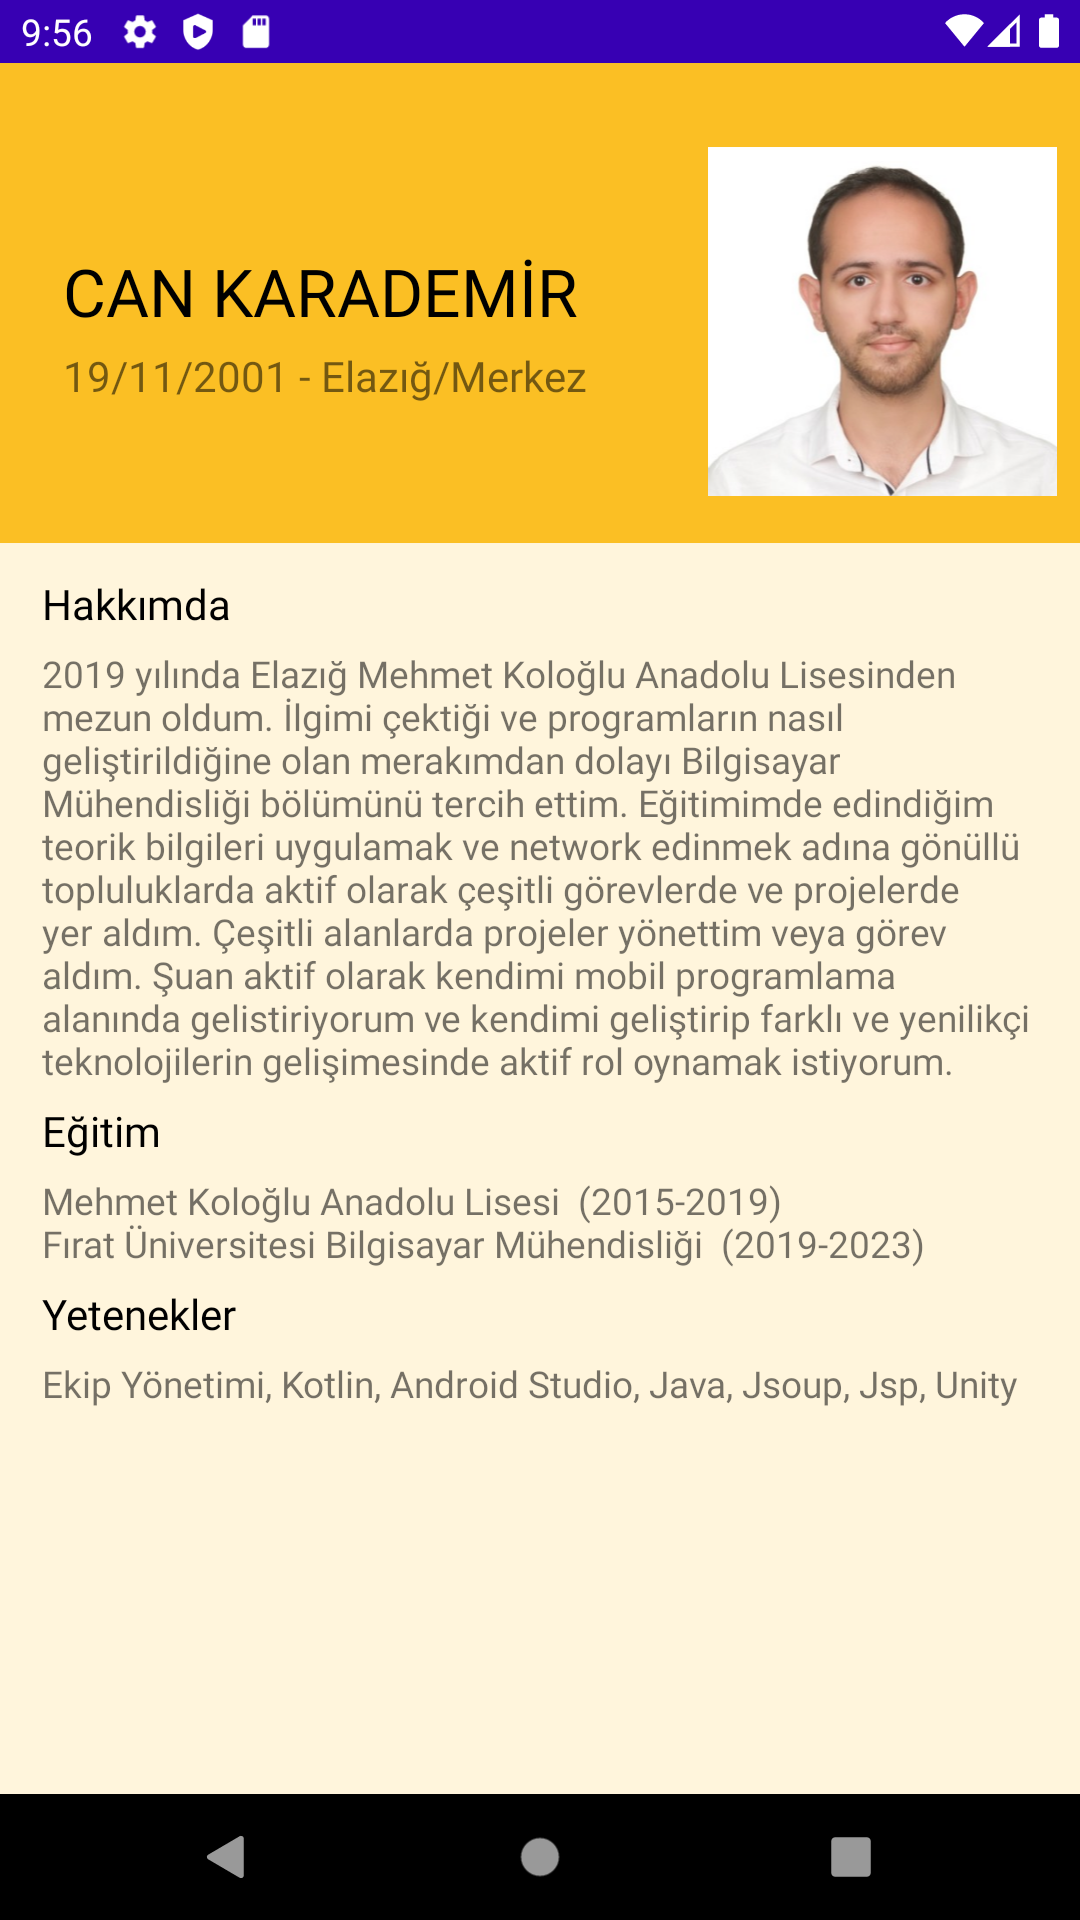 9:56
CAN KARADEMİR
19/11/2001 - Elazığ/Merkez
Hakkımda
2019 yılında Elazığ Mehmet Koloğlu Anadolu Lisesinden
mezun oldum. İlgimi çektiği ve programların nasıl
geliştirildiğine olan merakımdan dolayı Bilgisayar
Mühendisliği bölümünü tercih ettim. Eğitimimde edindiğim
teorik bilgileri uygulamak ve network edinmek adına gönüllü
topluluklarda aktif olarak çeşitli görevlerde ve projelerde
yer aldım. Çeşitli alanlarda projeler yönettim veya görev
aldım. Şuan aktif olarak kendimi mobil programlama
alanında gelistiriyorum ve kendimi geliştirip farklı ve yenilikçi
teknolojilerin gelişimesinde aktif rol oynamak istiyorum.
Eğitim
Mehmet Koloğlu Anadolu Lisesi  (2015-2019)
Fırat Üniversitesi Bilgisayar Mühendisliği  (2019-2023)
Yetenekler
Ekip Yönetimi, Kotlin, Android Studio, Java, Jsoup, Jsp, Unity